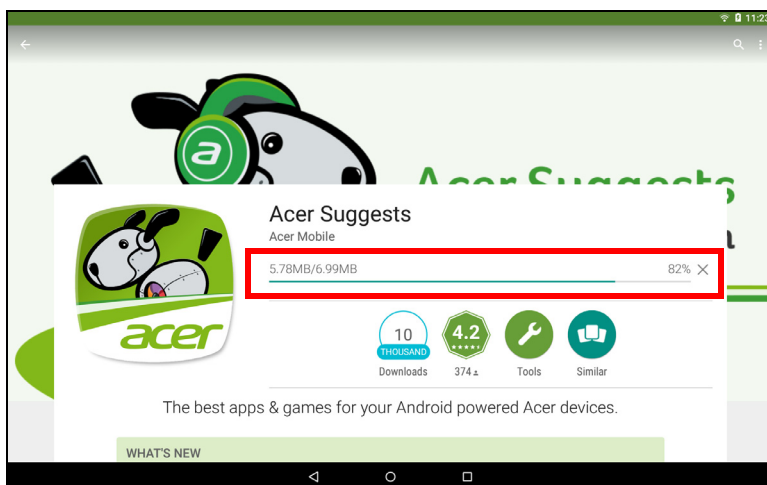 11:23
a
Acer Suggests
Acer Suggests
Acer Mobile
5.78MB/6.99MB 82%
acer
10 4.2
THOUSAND
Downloads 374 Tools Similar
The best apps & games for your Android powered Acer devices.
WHAT'S NEW